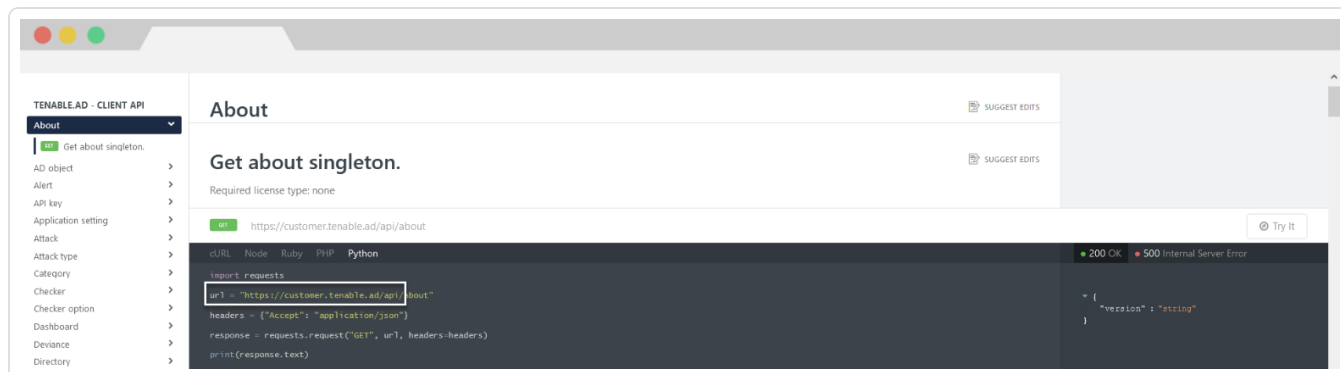 TENABLE.AD - CLIENT API
About
GET Get about singleton.
AD object
Alert
API key
Application setting
Attack
Attack type
Category
Checker
Checker option
Dashboard
Deviance
Directory
About
SUGGEST EDITS
Get about singleton.
SUGGEST EDITS
Required license type: none
GET https://customer.tenable.ad/api/about
Try It
cURL Node Ruby PHP Python
import requests
url = "https://customer.tenable.ad/api/about"
headers = {"Accept": "application/json"}
response = requests.request("GET", url, headers=headers)
print(response.text)
200 OK 500 Internal Server Error
{
"version" : "string"
}